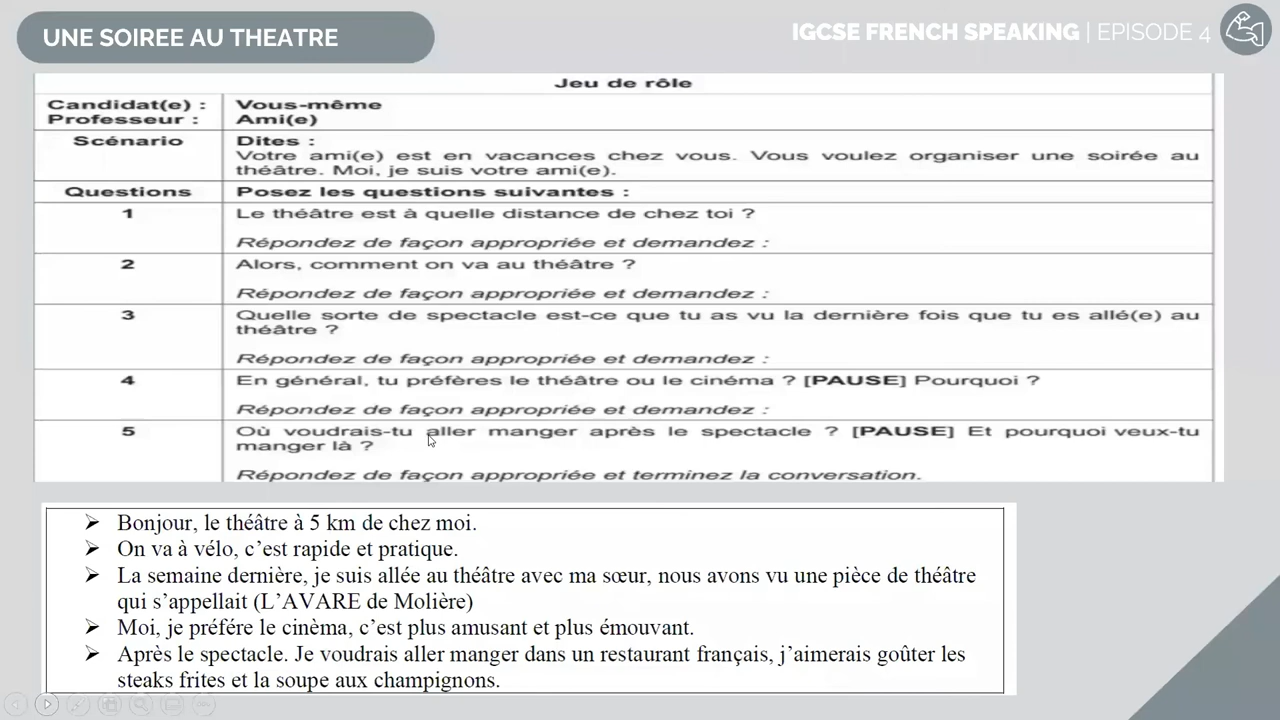 UNE SOIREE AU THEATRE
IGCSE FRENCH SPEAKING | EPISODE 4
Jeu de rôle
Candidat(e) : Vous-même
Professeur : Ami(e)
Scénario Dites :
Votre ami(e) est en vacances chez vous. Vous voulez organiser une soirée au
théâtre. Moi, je suis votre ami(e).
Questions Posez les questions suivantes :
1 Le théâtre est à quelle distance de chez toi ?
Répondez de façon appropriée et demandez :
2 Alors, comment on va au théâtre ?
Répondez de façon appropriée et demandez :
3 Quelle sorte de spectacle est-ce que tu as vu la dernière fois que tu es allé(e) au
théâtre ?
Répondez de façon appropriée et demandez :
4 En général, tu préfères le théâtre ou le cinéma ? [PAUSE] Pourquoi ?
Répondez de façon appropriée et demandez :
5 Où voudrais-tu aller manger après le spectacle ? [PAUSE] Et pourquoi veux-tu
manger là ?
Répondez de façon appropriée et terminez la conversation.
➢ Bonjour, le théâtre à 5 km de chez moi.
➢ On va à vélo, c’est rapide et pratique.
➢ La semaine dernière, je suis allée au théâtre avec ma sœur, nous avons vu une pièce de théâtre
qui s’appellait (L’AVARE de Molière)
➢ Moi, je préfére le cinèma, c’est plus amusant et plus émouvant.
➢ Après le spectacle. Je voudrais aller manger dans un restaurant français, j’aimerais goûter les
steaks frites et la soupe aux champignons.